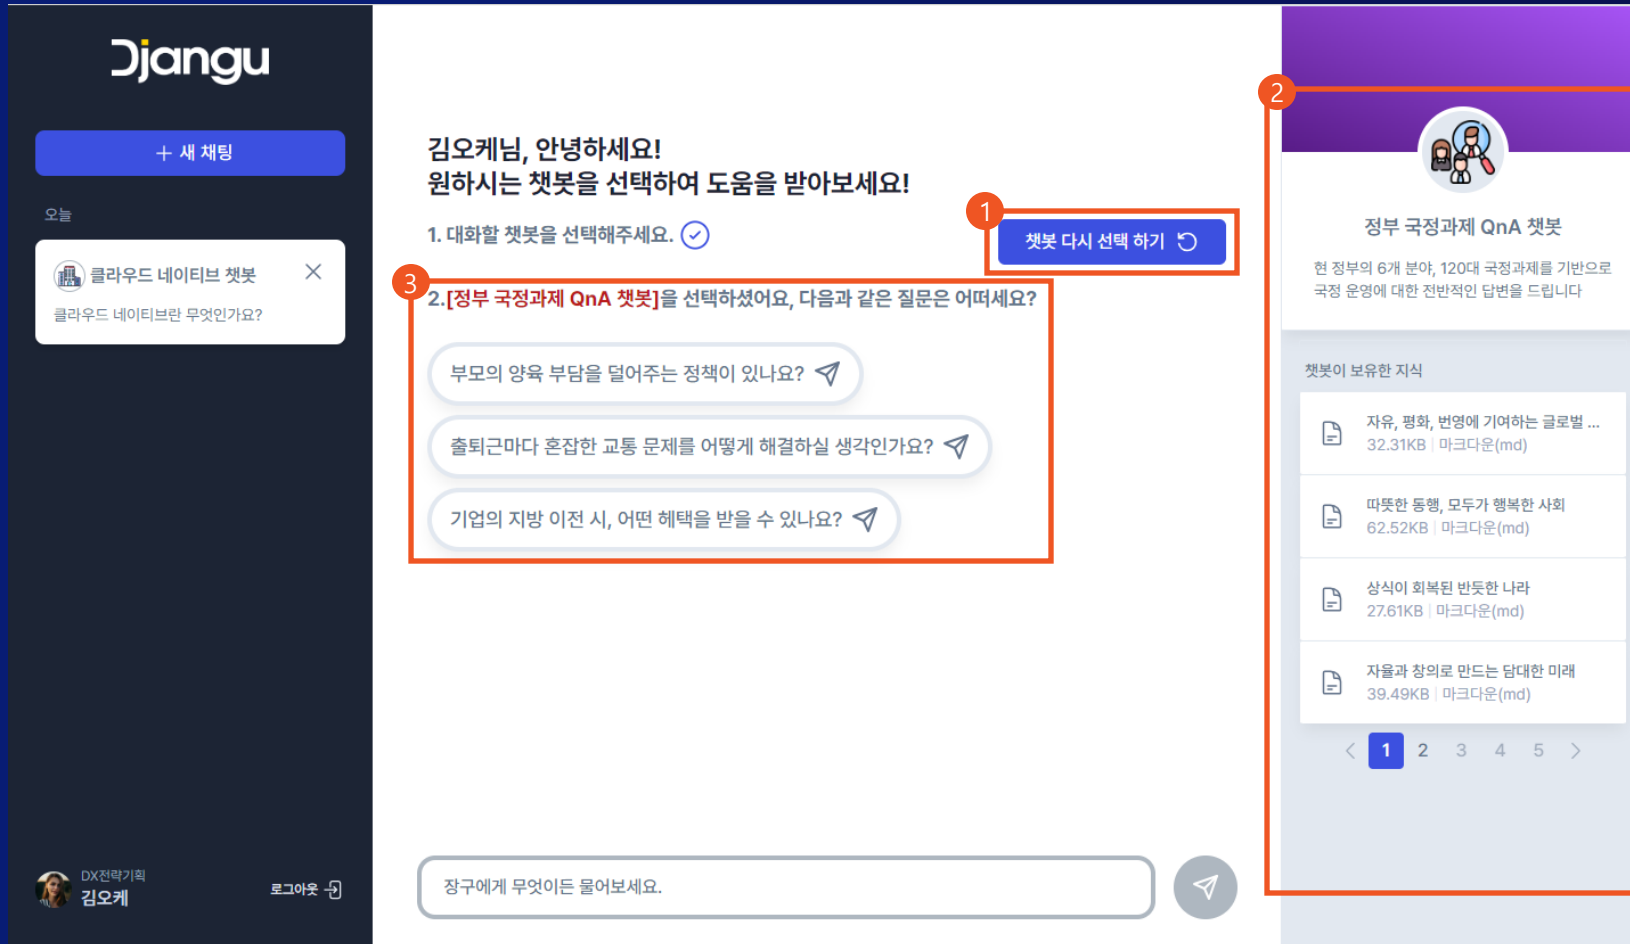 Djangu
+ 새 채팅
오늘
클라우드 네이티브 챗봇
클라우드 네이티브란 무엇인가요?
DX전략기획
김오케
로그아웃
김오케님, 안녕하세요!
원하시는 챗봇을 선택하여 도움을 받아보세요!
1. 대화할 챗봇을 선택해주세요.
1
챗봇 다시 선택 하기
3
2.[정부 국정과제 QnA 챗봇]을 선택하셨어요, 다음과 같은 질문은 어떠세요?
부모의 양육 부담을 덜어주는 정책이 있나요?
출퇴근마다 혼잡한 교통 문제를 어떻게 해결하실 생각인가요?
기업의 지방 이전 시, 어떤 헤택을 받을 수 있나요?
장구에게 무엇이든 물어보세요.
2
정부 국정과제 QnA 챗봇
현 정부의 6개 분야, 120대 국정과제를 기반으로
국정 운영에 대한 전반적인 답변을 드립니다
챗봇이 보유한 지식
자유, 평화, 번영에 기여하는 글로벌 ...
32.31KB | 마크다운(md)
따뜻한 동행, 모두가 행복한 사회
62.52KB | 마크다운(md)
상식이 회복된 반듯한 나라
27.61KB | 마크다운(md)
자율과 창의로 만드는 담대한 미래
39.49KB | 마크다운(md)
< 1 2 3 4 5 >